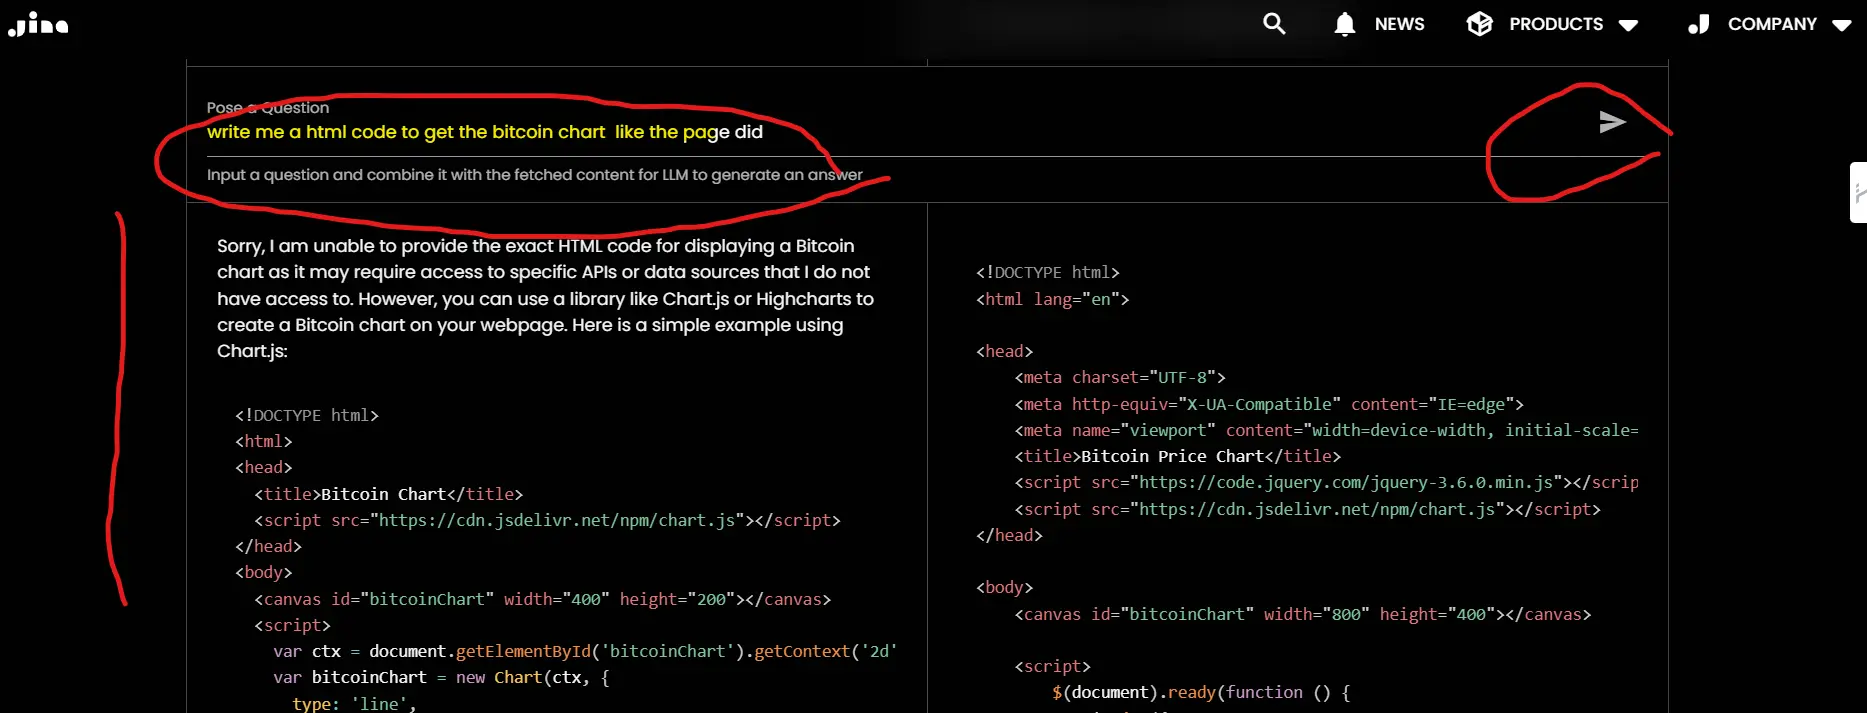 Jina
NEWS
PRODUCTS
COMPANY
Pose a Question
write me a html code to get the bitcoin chart  like the page did
Input a question and combine it with the fetched content for LLM to generate an answer
Sorry, I am unable to provide the exact HTML code for displaying a Bitcoin
chart as it may require access to specific APIs or data sources that I do not
have access to. However, you can use a library like Chart.js or Highcharts to
create a Bitcoin chart on your webpage. Here is a simple example using
Chart.js:
<!DOCTYPE html>
<html>
<head>
  <title>Bitcoin Chart</title>
  <script src="https://cdn.jsdelivr.net/npm/chart.js"></script>
</head>
<body>
  <canvas id="bitcoinChart" width="400" height="200"></canvas>
  <script>
    var ctx = document.getElementById('bitcoinChart').getContext('2d'
    var bitcoinChart = new Chart(ctx, {
      type: 'line',
<!DOCTYPE html>
<html lang="en">
<head>
    <meta charset="UTF-8">
    <meta http-equiv="X-UA-Compatible" content="IE=edge">
    <meta name="viewport" content="width=device-width, initial-scale=
    <title>Bitcoin Price Chart</title>
    <script src="https://code.jquery.com/jquery-3.6.0.min.js"></scrip
    <script src="https://cdn.jsdelivr.net/npm/chart.js"></script>
</head>
<body>
    <canvas id="bitcoinChart" width="800" height="400"></canvas>
    <script>
        $(document).ready(function () {